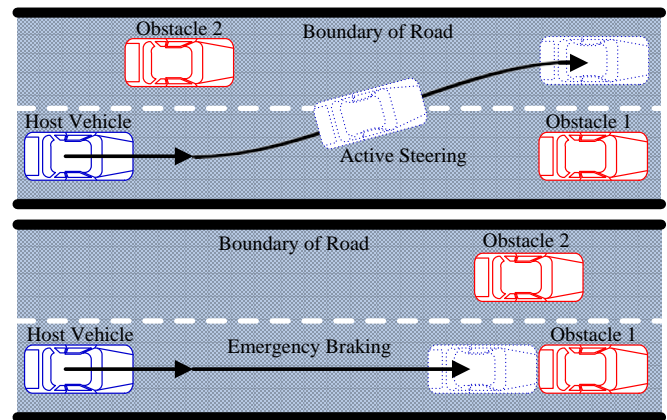 Obstacle 2
Boundary of Road
Host Vehicle
Obstacle 1
Active Steering
Boundary of Road
Obstacle 2
Host Vehicle
Emergency Braking
Obstacle 1